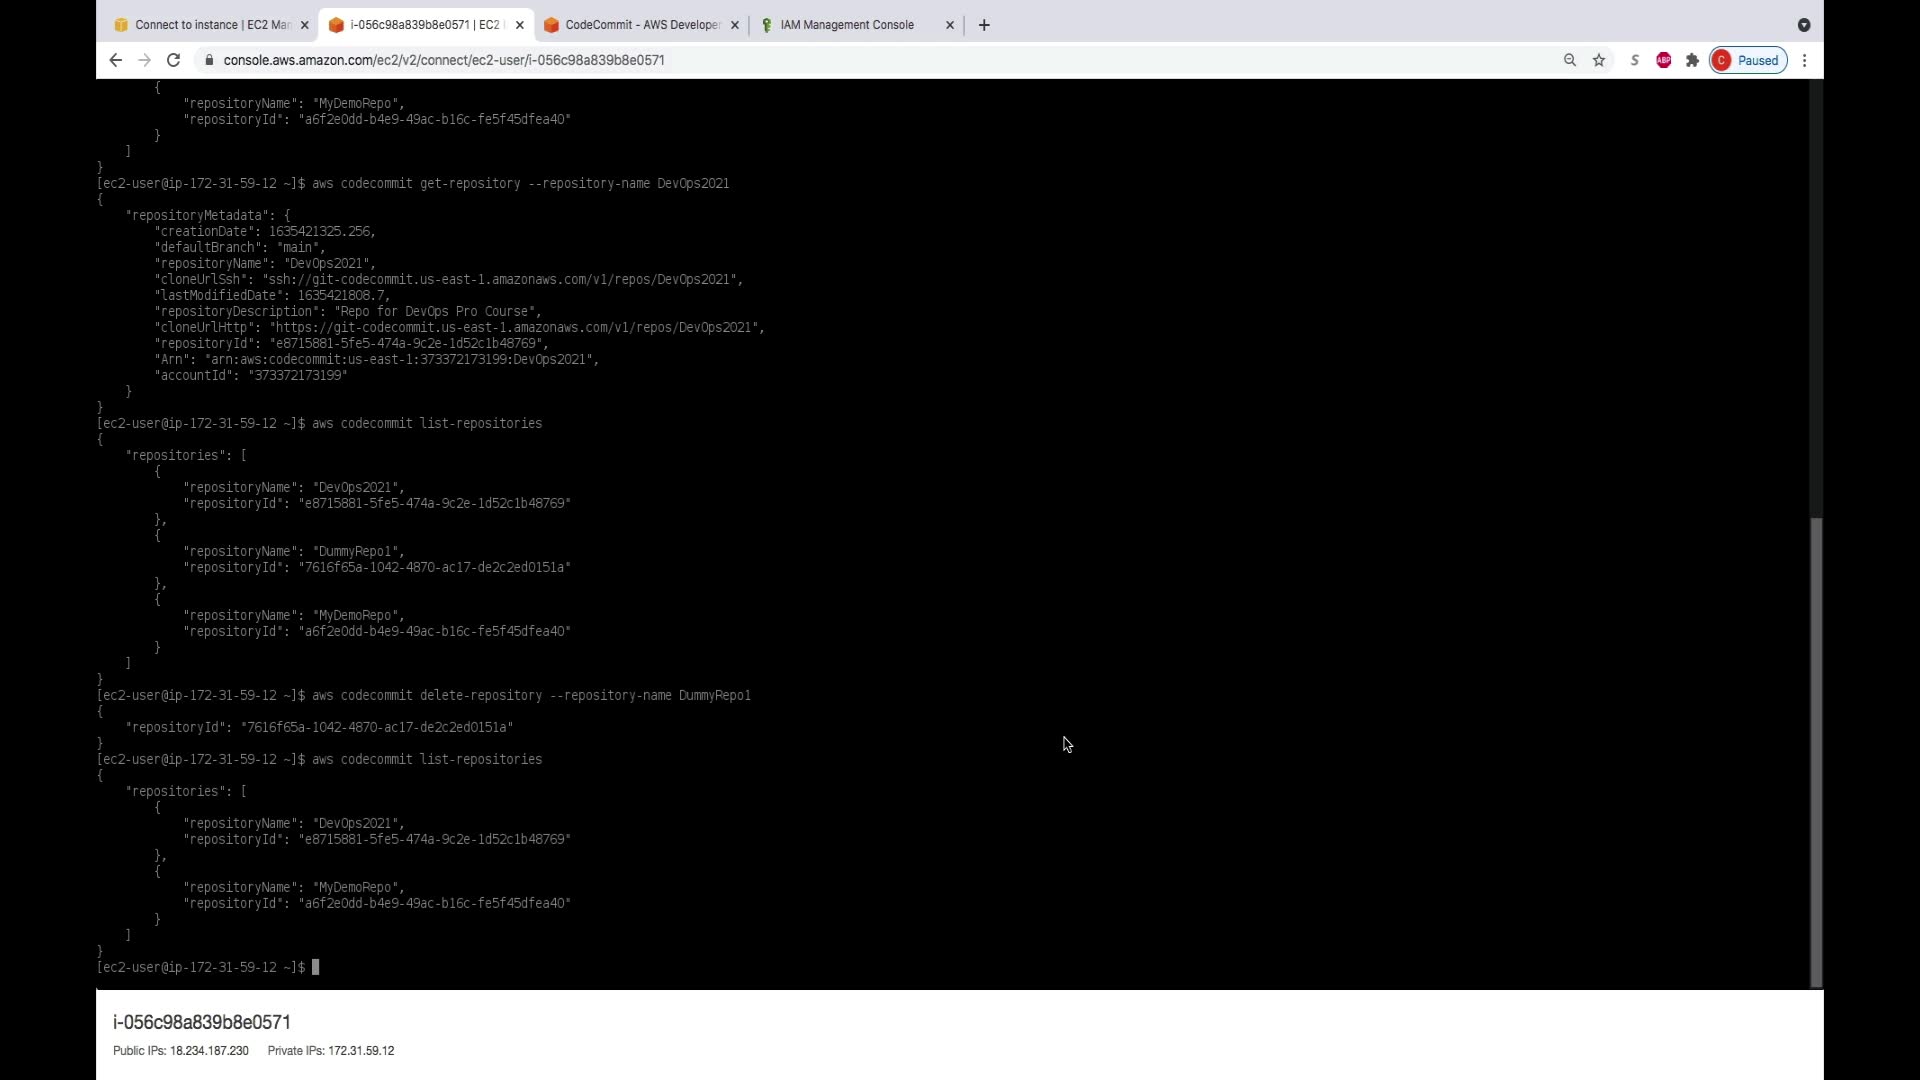 Connect to instance | EC2 Man
i-056c98a839b8e0571 | EC2
CodeCommit - AWS Developer
IAM Management Console
console.aws.amazon.com/ec2/v2/connect/ec2-user/i-056c98a839b8e0571
S
ABP
C
Paused
{
"repositoryName": "MyDemoRepo",
"repositoryId": "a6f2e0dd-b4e9-49ac-b16c-fe5f45dfea40"
}
]
}
[ec2-user@ip-172-31-59-12 ~]$ aws codecommit get-repository --repository-name DevOps2021
{
"repositoryMetadata": {
"creationDate": 1635421325.256,
"defaultBranch": "main",
"repositoryName": "DevOps2021",
"cloneUrlSsh": "ssh://git-codecommit.us-east-1.amazonaws.com/v1/repos/DevOps2021",
"lastModifiedDate": 1635421808.7,
"repositoryDescription": "Repo for DevOps Pro Course",
"cloneUrlHttp": "https://git-codecommit.us-east-1.amazonaws.com/v1/repos/DevOps2021",
"repositoryId": "e8715881-5fe5-474a-9c2e-1d52c1b48769",
"Arn": "arn:aws:codecommit:us-east-1:373372173199:DevOps2021",
"accountId": "373372173199"
}
}
[ec2-user@ip-172-31-59-12 ~]$ aws codecommit list-repositories
{
"repositories": [
{
"repositoryName": "DevOps2021",
"repositoryId": "e8715881-5fe5-474a-9c2e-1d52c1b48769"
},
{
"repositoryName": "DummyRepo1",
"repositoryId": "7616f65a-1042-4870-ac17-de2c2ed0151a"
},
{
"repositoryName": "MyDemoRepo",
"repositoryId": "a6f2e0dd-b4e9-49ac-b16c-fe5f45dfea40"
}
]
}
[ec2-user@ip-172-31-59-12 ~]$ aws codecommit delete-repository --repository-name DummyRepo1
{
"repositoryId": "7616f65a-1042-4870-ac17-de2c2ed0151a"
}
[ec2-user@ip-172-31-59-12 ~]$ aws codecommit list-repositories
{
"repositories": [
{
"repositoryName": "DevOps2021",
"repositoryId": "e8715881-5fe5-474a-9c2e-1d52c1b48769"
},
{
"repositoryName": "MyDemoRepo",
"repositoryId": "a6f2e0dd-b4e9-49ac-b16c-fe5f45dfea40"
}
]
}
[ec2-user@ip-172-31-59-12 ~]$
i-056c98a839b8e0571
Public IPs: 18.234.187.230 Private IPs: 172.31.59.12